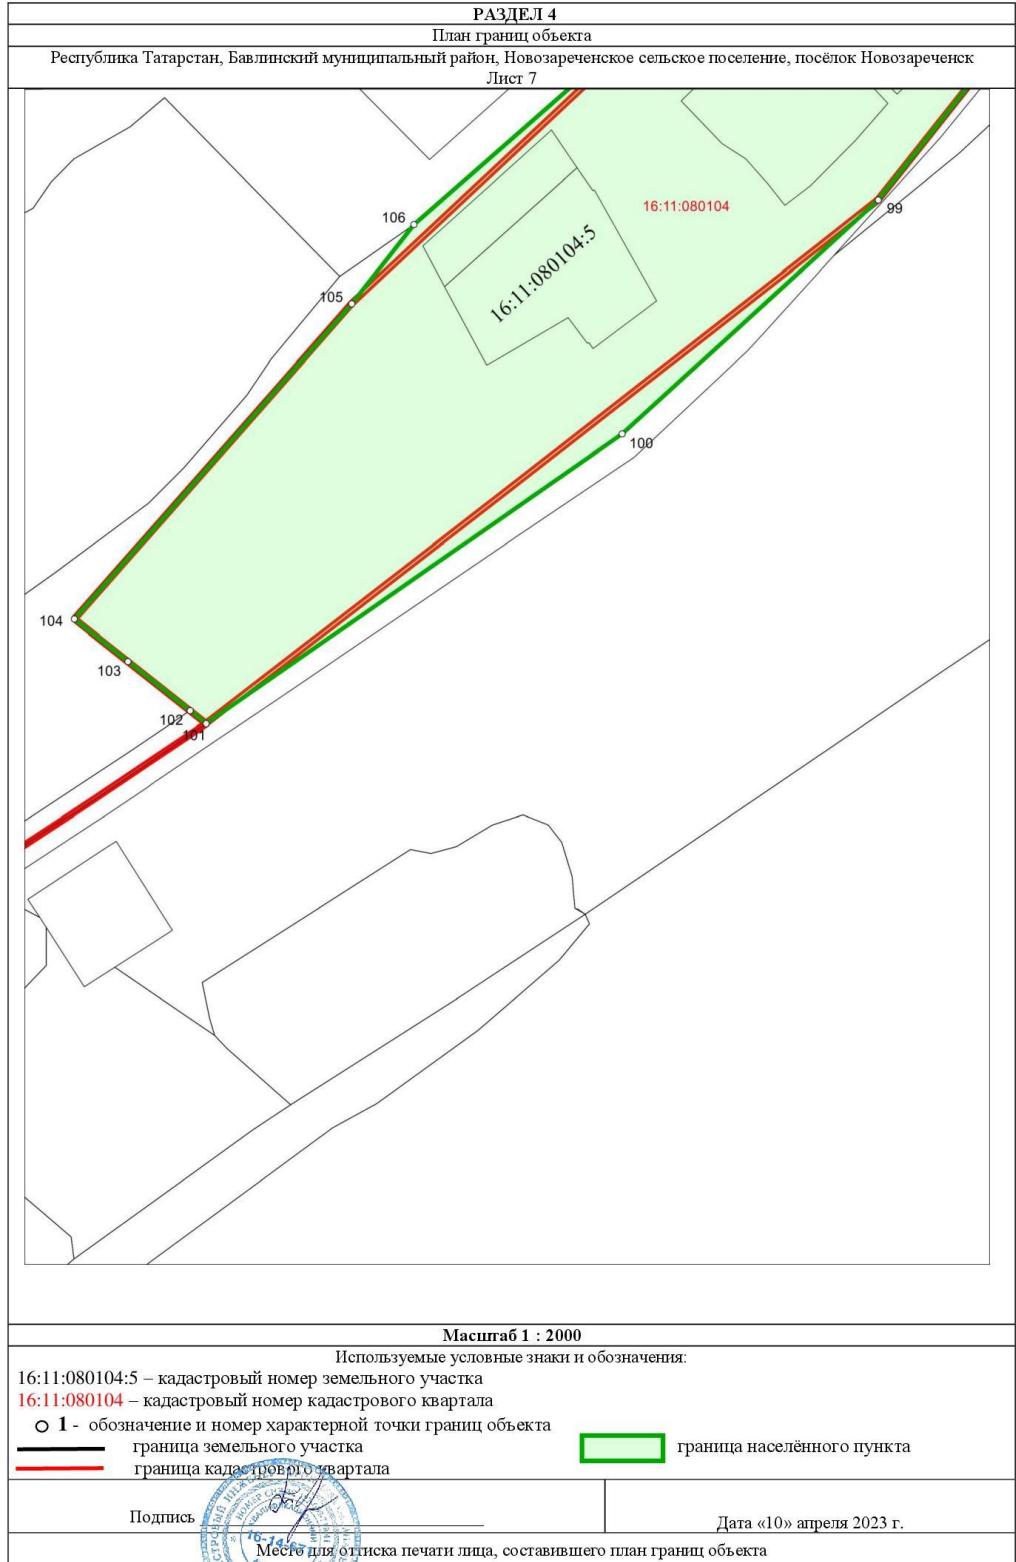 РАЗДЕЛ 4
План границ объекта
Республика Татарстан, Бавлинский муниципальный район, Новозареченское сельское поселение, посёлок Новозареченск
Лист 7
106
16:11:080104
99
105
16:11:080104:5
100
104
103
102
101
Масштаб 1 : 2000
Используемые условные знаки и обозначения:
16:11:080104:5 – кадастровый номер земельного участка
16:11:080104 – кадастровый номер кадастрового квартала
1 - обозначение и номер характерной точки границ объекта
граница земельного участка
граница населённого пункта
граница кадастрового квартала
Подпись
Дата «10» апреля 2023 г.
Место для оттиска печати лица, составившего план границ объекта